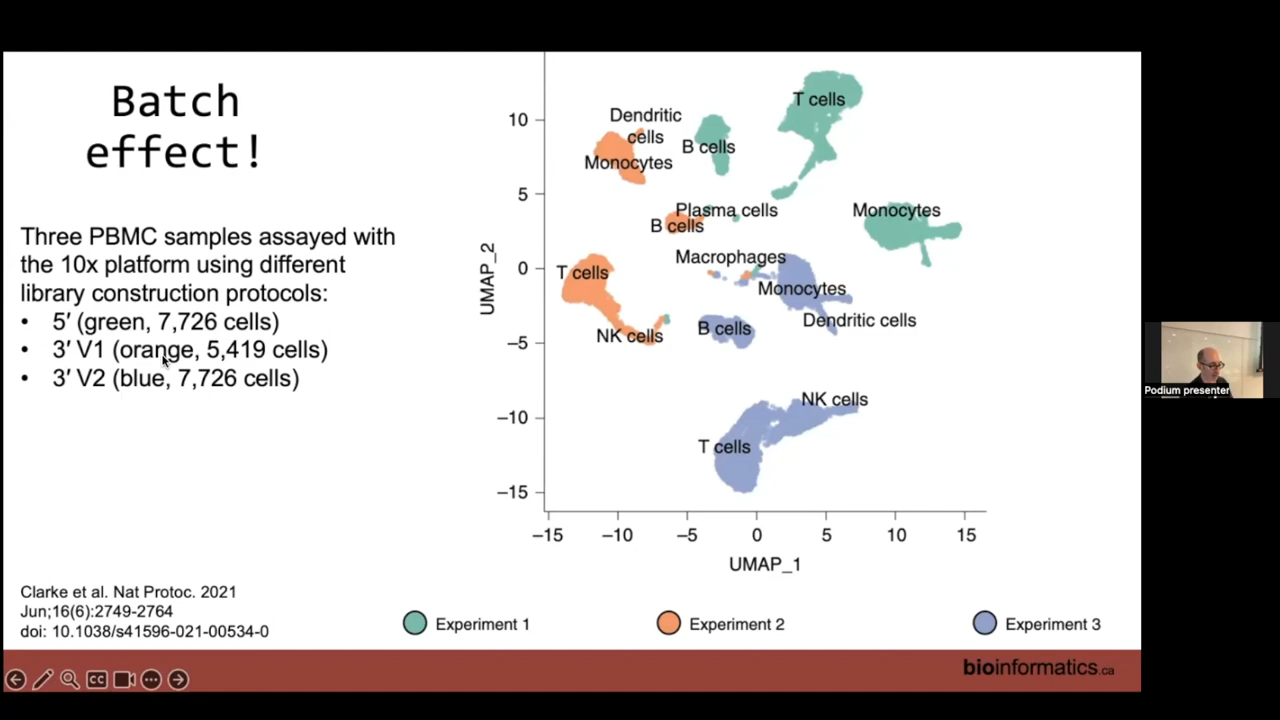 Batch
effect!
Three PBMC samples assayed with
the 10x platform using different
library construction protocols:
• 5′ (green, 7,726 cells)
• 3′ V1 (orange, 5,419 cells)
• 3′ V2 (blue, 7,726 cells)
Clarke et al. Nat Protoc. 2021
Jun;16(6):2749-2764
doi: 10.1038/s41596-021-00534-0
UMAP_2
10
5
0
−5
−10
−15
T cells
Dendritic
cells
Monocytes
B cells
Plasma cells
B cells
Monocytes
Macrophages
T cells
Monocytes
Dendritic cells
NK cells
B cells
NK cells
T cells
−15 −10 −5 0 5 10 15
UMAP_1
Experiment 1 Experiment 2 Experiment 3
bioinformatics.ca
CC
Podium presenter